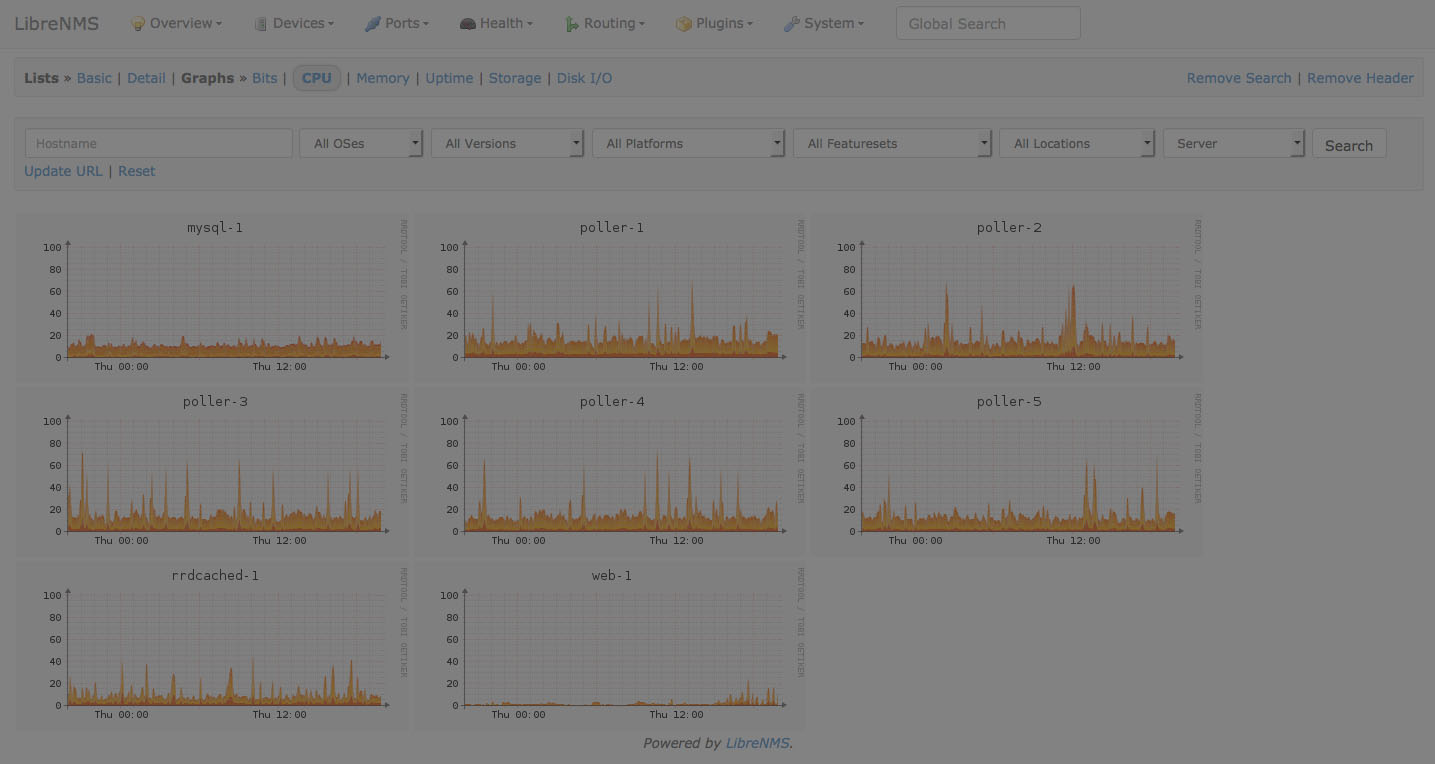 LibreNMS Overview Devices Ports Health Routing Plugins System Global Search
Lists » Basic | Detail | Graphs » Bits | CPU | Memory | Uptime | Storage | Disk I/O Remove Search | Remove Header
Hostname All OSes All Versions All Platforms All Featuresets All Locations Server Search
Update URL | Reset
mysql-1
100
80
60
40
20
0
Thu 00:00 Thu 12:00
RRDTOOL / TOBI OETIKER
poller-1
100
80
60
40
20
0
Thu 00:00 Thu 12:00
RRDTOOL / TOBI OETIKER
poller-2
100
80
60
40
20
0
Thu 00:00 Thu 12:00
RRDTOOL / TOBI OETIKER
poller-3
100
80
60
40
20
0
Thu 00:00 Thu 12:00
RRDTOOL / TOBI OETIKER
poller-4
100
80
60
40
20
0
Thu 00:00 Thu 12:00
RRDTOOL / TOBI OETIKER
poller-5
100
80
60
40
20
0
Thu 00:00 Thu 12:00
RRDTOOL / TOBI OETIKER
rrdcached-1
100
80
60
40
20
0
Thu 00:00 Thu 12:00
RRDTOOL / TOBI OETIKER
web-1
100
80
60
40
20
0
Thu 00:00 Thu 12:00
RRDTOOL / TOBI OETIKER
Powered by LibreNMS.